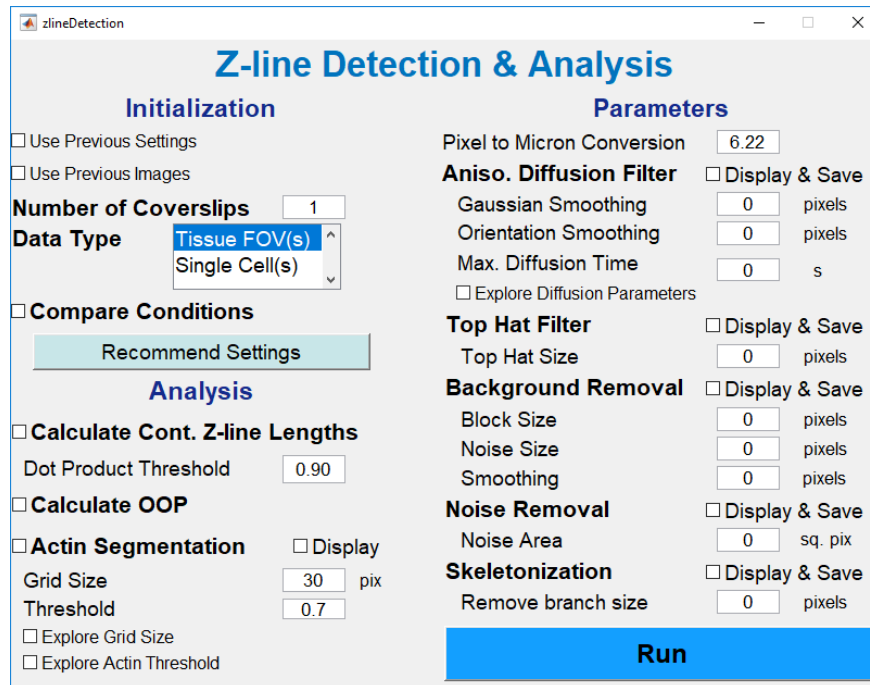 zlineDetection
Z-line Detection & Analysis
Initialization
Use Previous Settings
Use Previous Images
Number of Coverslips 1
Data Type Tissue FOV(s)
Single Cell(s)
Compare Conditions
Recommend Settings
Analysis
Calculate Cont. Z-line Lengths
Dot Product Threshold 0.90
Calculate OOP
Actin Segmentation Display
Grid Size 30 pix
Threshold 0.7
Explore Grid Size
Explore Actin Threshold
Parameters
Pixel to Micron Conversion 6.22
Aniso. Diffusion Filter Display & Save
Gaussian Smoothing 0 pixels
Orientation Smoothing 0 pixels
Max. Diffusion Time 0 s
Explore Diffusion Parameters
Top Hat Filter Display & Save
Top Hat Size 0 pixels
Background Removal Display & Save
Block Size 0 pixels
Noise Size 0 pixels
Smoothing 0 pixels
Noise Removal Display & Save
Noise Area 0 sq. pix
Skeletonization Display & Save
Remove branch size 0 pixels
Run